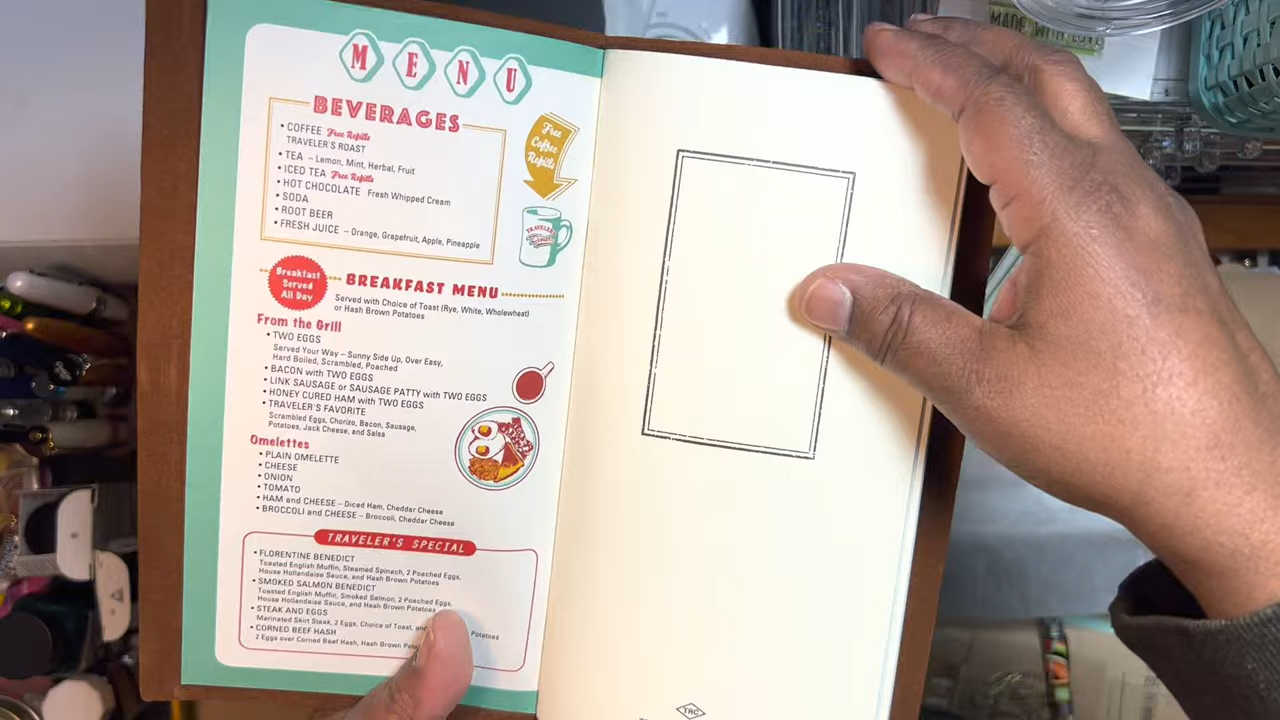 MADE WITH LOVE
MENU
BEVERAGES
• COFFEE Free Refills
TRAVELER'S ROAST
• TEA – Lemon, Mint, Herbal, Fruit
• ICED TEA Free Refills
• HOT CHOCOLATE Fresh Whipped Cream
• SODA
• ROOT BEER
• FRESH JUICE – Orange, Grapefruit, Apple, Pineapple
Free
Coffee
Refills
TRAVELER'S
Breakfast
Served
All Day
BREAKFAST MENU
Served with Choice of Toast (Rye, White, Wholewheat)
or Hash Brown Potatoes
From the Grill
• TWO EGGS
Served Your Way – Sunny Side Up, Over Easy,
Hard Boiled, Scrambled, Poached
• BACON with TWO EGGS
• LINK SAUSAGE or SAUSAGE PATTY with TWO EGGS
• HONEY CURED HAM with TWO EGGS
• TRAVELER'S FAVORITE
Scrambled Eggs, Chorizo, Bacon, Sausage,
Potatoes, Jack Cheese, and Salsa
Omelettes
• PLAIN OMELETTE
• CHEESE
• ONION
• TOMATO
• HAM and CHEESE – Diced Ham, Cheddar Cheese
• BROCCOLI and CHEESE – Broccoli, Cheddar Cheese
TRAVELER'S SPECIAL
• FLORENTINE BENEDICT
Toasted English Muffin, Steamed Spinach, 2 Poached Eggs,
House Hollandaise Sauce, and Hash Brown Potatoes
• SMOKED SALMON BENEDICT
Toasted English Muffin, Smoked Salmon, 2 Poached Eggs,
House Hollandaise Sauce, and Hash Brown Potatoes
• STEAK AND EGGS
Marinated Skirt Steak, 2 Eggs, Choice of Toast, and Potatoes
• CORNED BEEF HASH
2 Eggs over Corned Beef Hash, Hash Brown
TRC